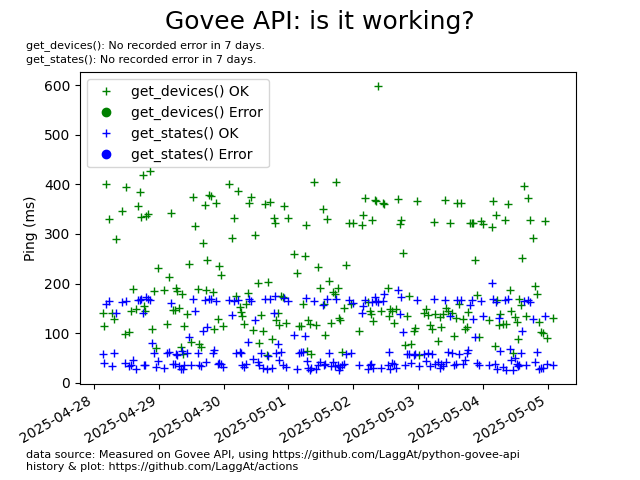 Govee API: is it working?
get_devices(): No recorded error in 7 days.
get_states(): No recorded error in 7 days.
get_devices() OK
get_devices() Error
get_states() OK
get_states() Error
Ping (ms)
600
500
400
300
200
100
0
2025-04-28
2025-04-29
2025-04-30
2025-05-01
2025-05-02
2025-05-03
2025-05-04
2025-05-05
data source: Measured on Govee API, using https://github.com/LaggAt/python-govee-api
history & plot: https://github.com/LaggAt/actions